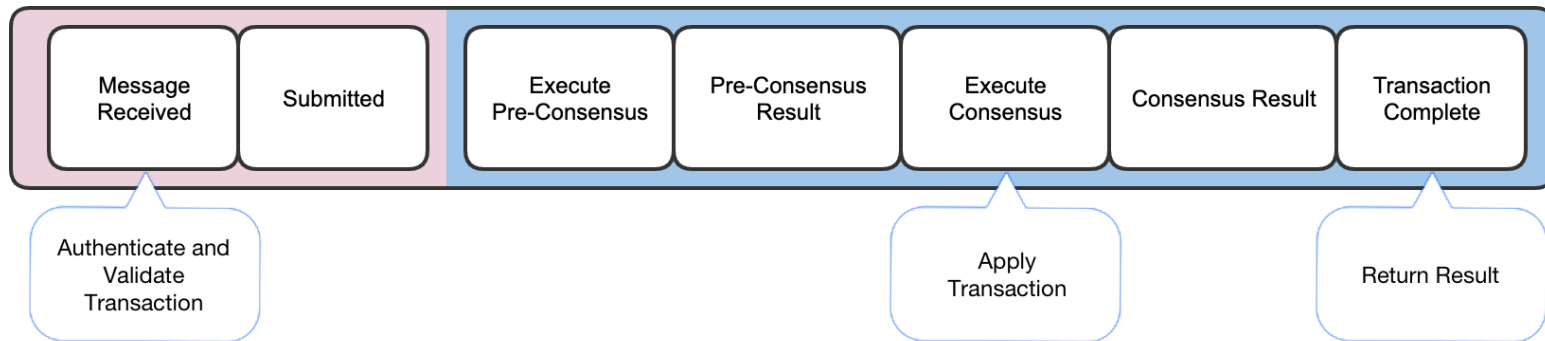 Message
Received
Submitted
Execute
Pre-Consensus
Pre-Consensus
Result
Execute
Consensus
Consensus Result
Transaction
Complete
Authenticate and
Validate
Transaction
Apply
Transaction
Return Result